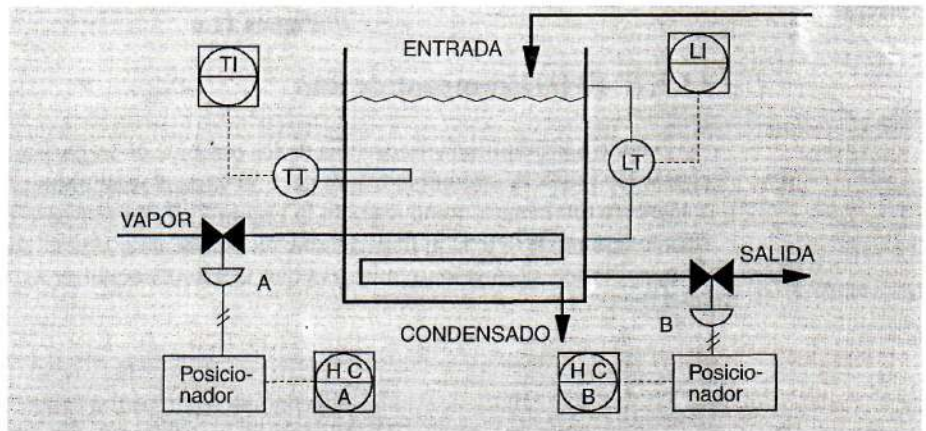 ENTRADA
TI
LI
TT
LT
VAPOR
A
SALIDA
B
CONDENSADO
Posicio-
nador
H C
A
H C
B
Posicio-
nador